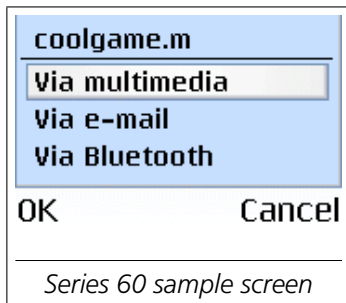 coolgame.m
Via multimedia
Via e-mail
Via Bluetooth
OK Cancel
Series 60 sample screen